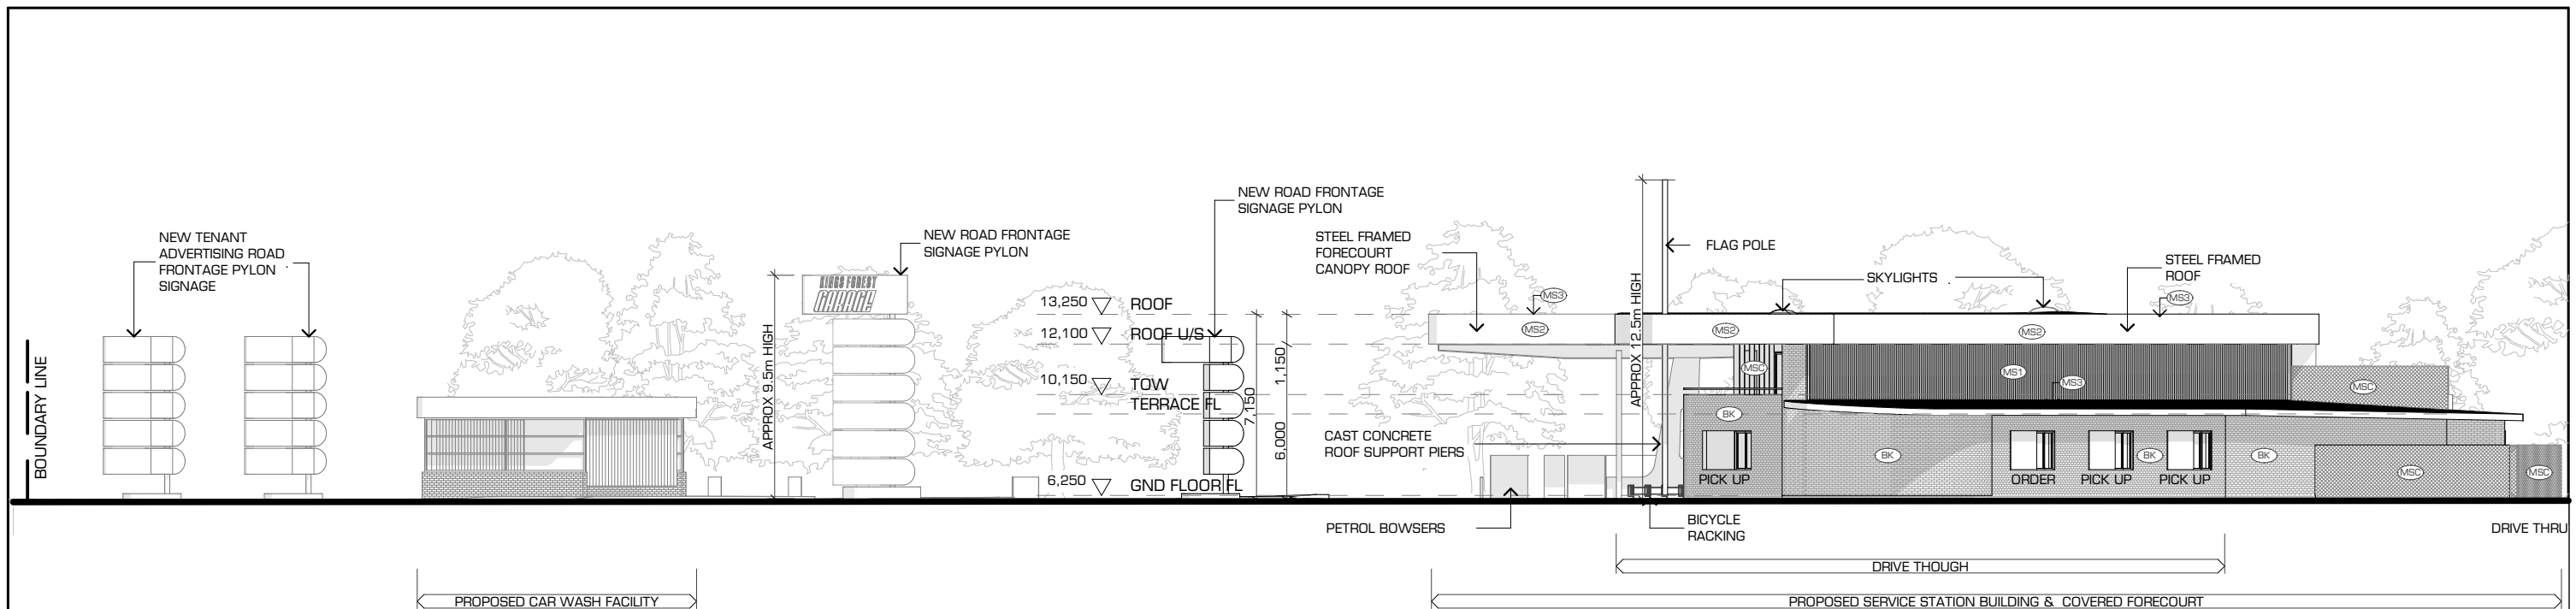 BOUNDARY LINE
NEW TENANT
ADVERTISING ROAD
FRONTAGE PYLON
SIGNAGE
APPROX 9.5m HIGH
KINGS FOREST
GARAGE
NEW ROAD FRONTAGE
SIGNAGE PYLON
13,250 ROOF
12,100 ROOF U/S
10,150 TOW
TERRACE FL
6,250 GND FLOOR FL
NEW ROAD FRONTAGE
SIGNAGE PYLON
7,150
1,150
6,000
STEEL FRAMED
FORECOURT
CANOPY ROOF
MS3
MS2
CAST CONCRETE
ROOF SUPPORT PIERS
PETROL BOWSERS
APPROX 12.5m HIGH
FLAG POLE
BICYCLE
RACKING
MS2
MSC
BK
PICK UP
SKYLIGHTS
STEEL FRAMED
ROOF
MS3
MS2
MS1
MS3
MSC
BK
BK
BK
ORDER
PICK UP
PICK UP
MSC
MSC
DRIVE THRU
DRIVE THOUGH
PROPOSED CAR WASH FACILITY
PROPOSED SERVICE STATION BUILDING & COVERED FORECOURT